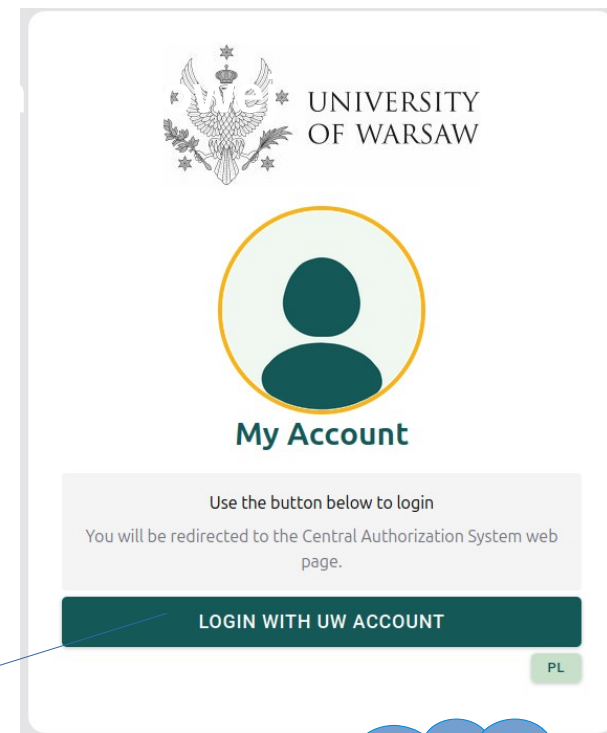 UNIVERSITY
OF WARSAW
My Account
Use the button below to login
You will be redirected to the Central Authorization System web
page.
LOGIN WITH UW ACCOUNT
PL